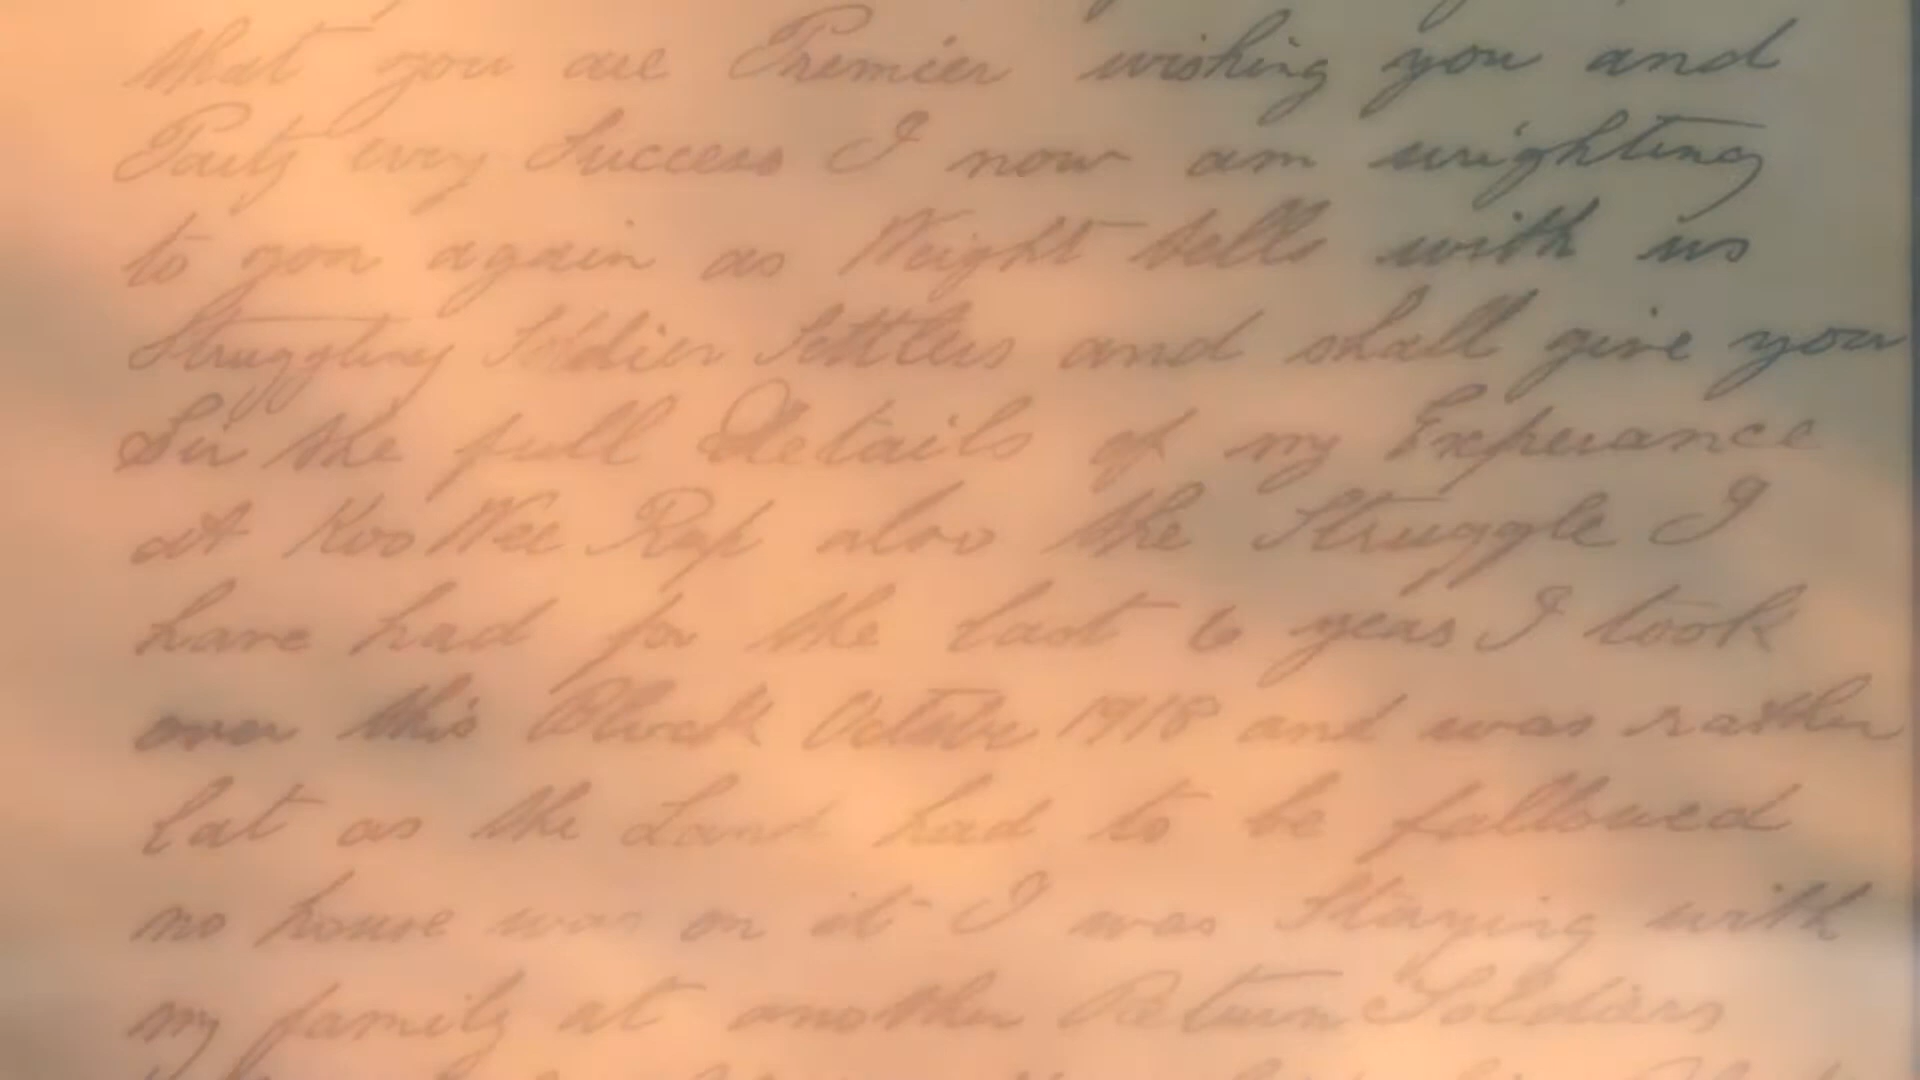 that you are Premier wishing you and
Party every Success I now am wrighting
to you again as Weight tells with us
Struggling Soldier Settlers and shall give you
Sir the full Details of my Experiance
at Koo Wee Rup also the Struggle I
have had for the last 6 years I took
over this Block October 1918 and was rather
lat as the Land had to be fallowed
no house was on it I was Staying with
my family at another Return Soldiers